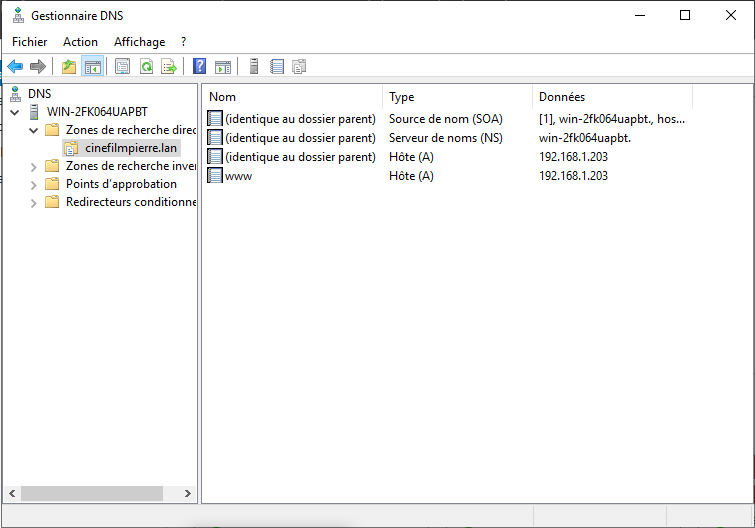 Gestionnaire DNS
Fichier Action Affichage ?
DNS
WIN-2FK064UAPBT
Zones de recherche direc
cinefilmpierre.lan
Zones de recherche inver
Points d'approbation
Redirecteurs conditionne
Nom Type Données
(identique au dossier parent) Source de nom (SOA) [1], win-2fk064uapbt., hos...
(identique au dossier parent) Serveur de noms (NS) win-2fk064uapbt.
(identique au dossier parent) Hôte (A) 192.168.1.203
www Hôte (A) 192.168.1.203